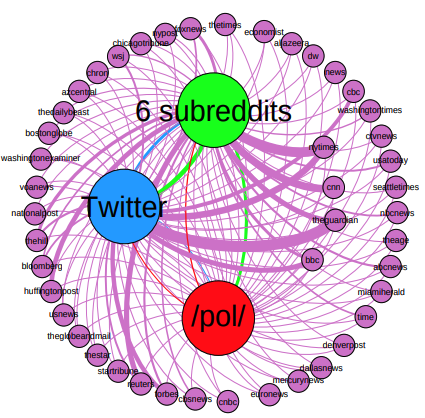 thetimes
foxnews
economist
nypost
chicagotribune
aljazeera
wsj
dw
chron
news
azcentral
cbc
6 subreddits
thedailybeast
washingtontimes
bostonglobe
ctvnews
nytimes
washingtonexaminer
usatoday
voanews
cnn
seattletimes
Twitter
nationalpost
nbcnews
theguardian
thehill
theage
bloomberg
bbc
abcnews
huffingtonpost
miamiherald
usnews
/pol/
time
theglobeandmail
denverpost
thestar
startribune
dallasnews
reuters
mercurynews
forbes
euronews
cbsnews
cnbc